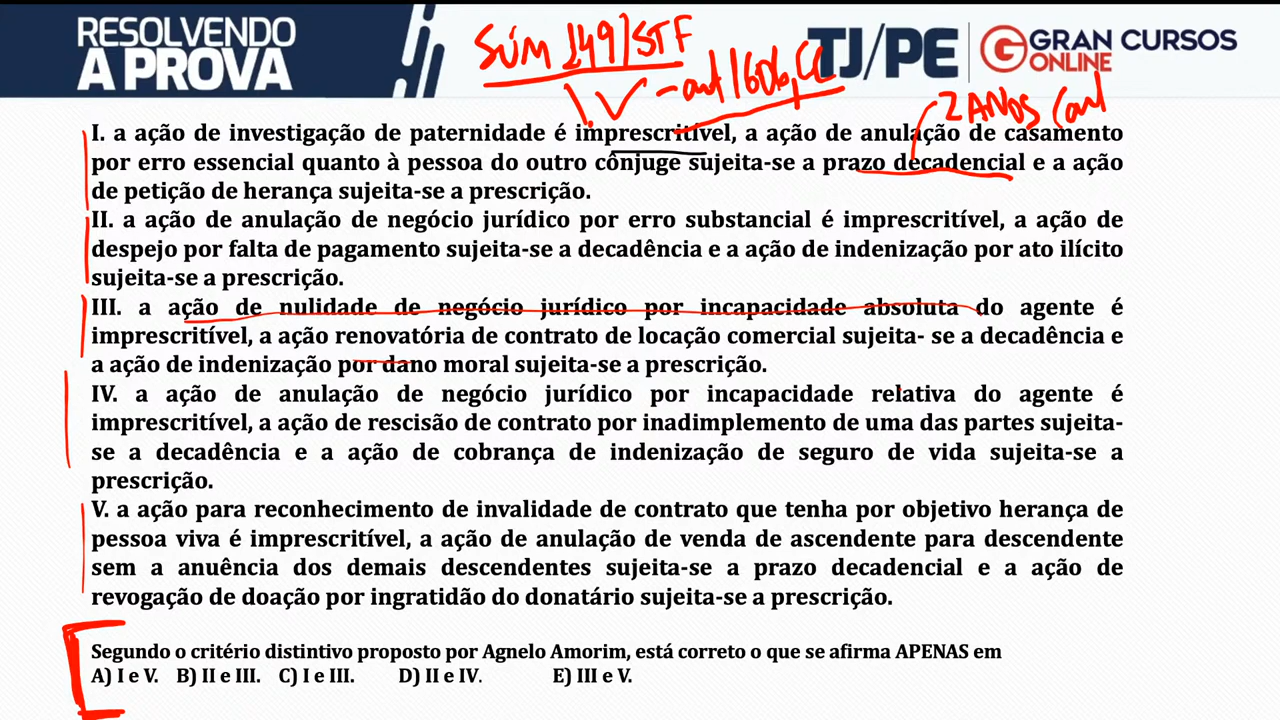 RESOLVENDO
A PROVA
SÚM 149/STF
TJ/PE
GRAN CURSOS
ONLINE
I. V - art 1606, CC
2 ANOS (art
I. a ação de investigação de paternidade é imprescritível, a ação de anulação de casamento
por erro essencial quanto à pessoa do outro cônjuge sujeita-se a prazo decadencial e a ação
de petição de herança sujeita-se a prescrição.
II. a ação de anulação de negócio jurídico por erro substancial é imprescritível, a ação de
despejo por falta de pagamento sujeita-se a decadência e a ação de indenização por ato ilícito
sujeita-se a prescrição.
III. a ação de nulidade de negócio jurídico por incapacidade absoluta do agente é
imprescritível, a ação renovatória de contrato de locação comercial sujeita- se a decadência e
a ação de indenização por dano moral sujeita-se a prescrição.
IV. a ação de anulação de negócio jurídico por incapacidade relativa do agente é
imprescritível, a ação de rescisão de contrato por inadimplemento de uma das partes sujeita-
se a decadência e a ação de cobrança de indenização de seguro de vida sujeita-se a
prescrição.
V. a ação para reconhecimento de invalidade de contrato que tenha por objetivo herança de
pessoa viva é imprescritível, a ação de anulação de venda de ascendente para descendente
sem a anuência dos demais descendentes sujeita-se a prazo decadencial e a ação de
revogação de doação por ingratidão do donatário sujeita-se a prescrição.
Segundo o critério distintivo proposto por Agnelo Amorim, está correto o que se afirma APENAS em
A) I e V. B) II e III. C) I e III. D) II e IV. E) III e V.